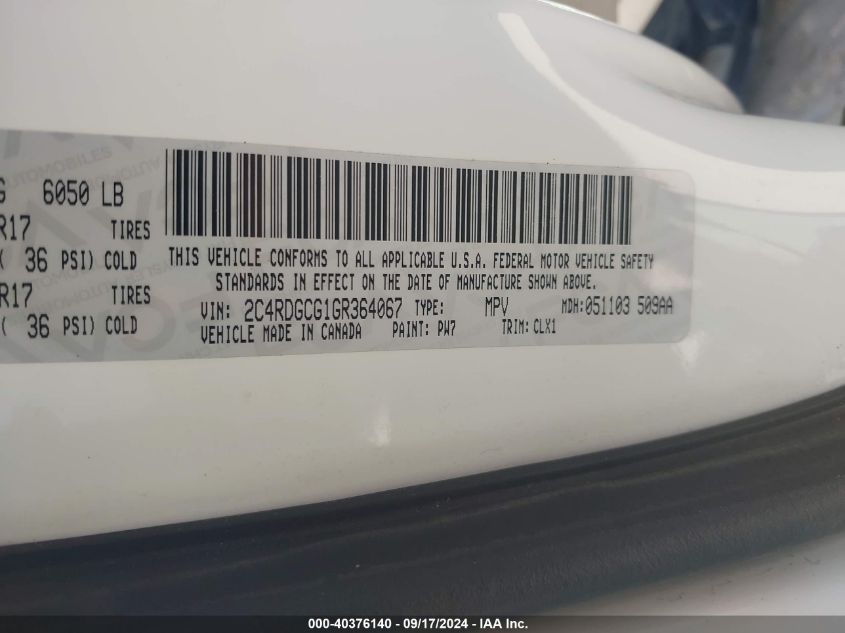 G 6050 LB
R17 TIRES
( 36 PSI) COLD
R17 TIRES
( 36 PSI) COLD
THIS VEHICLE CONFORMS TO ALL APPLICABLE U.S.A. FEDERAL MOTOR VEHICLE SAFETY
STANDARDS IN EFFECT ON THE DATE OF MANUFACTURE SHOWN ABOVE.
VIN: 2C4RDGCG1GR364067 TYPE: MPV MDH:051103 509AA
VEHICLE MADE IN CANADA PAINT: PW7 TRIM: CLX1
000-40376140 - 09/17/2024 - IAA Inc.